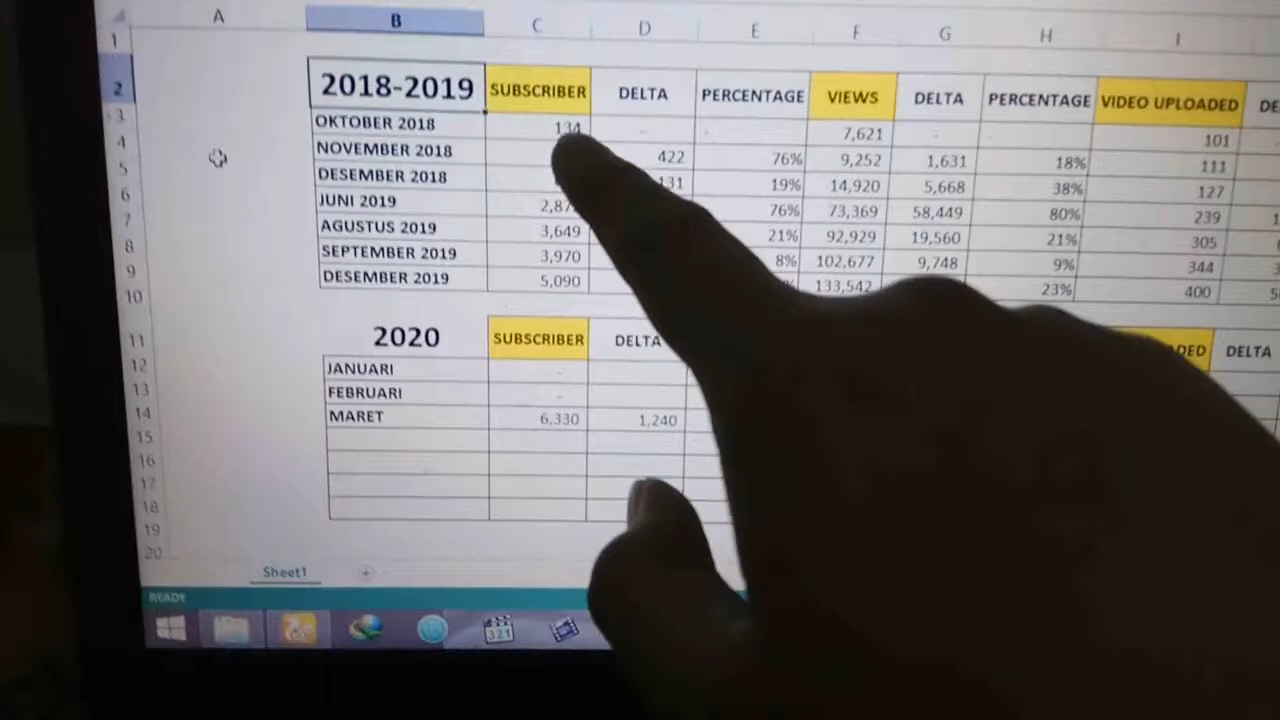 A B C D E F G H I
1
2 2018-2019 SUBSCRIBER DELTA PERCENTAGE VIEWS DELTA PERCENTAGE VIDEO UPLOADED DE
3 OKTOBER 2018 134 - - 7,621 - - 101
4 NOVEMBER 2018 422 76% 9,252 1,631 18% 111
5 DESEMBER 2018 131 19% 14,920 5,668 38% 127
6 JUNI 2019 76% 73,369 58,449 80% 239
7 AGUSTUS 2019 3,649 21% 92,929 19,560 21% 305
8 SEPTEMBER 2019 3,970 8% 102,677 9,748 9% 344
9 DESEMBER 2019 5,090 133,542 23% 400
10
11 2020 SUBSCRIBER DELTA DED DELTA
12 JANUARI -
13 FEBRUARI -
14 MARET 6,330 1,240
15
16
17
18
19
20
Sheet1
READY
321